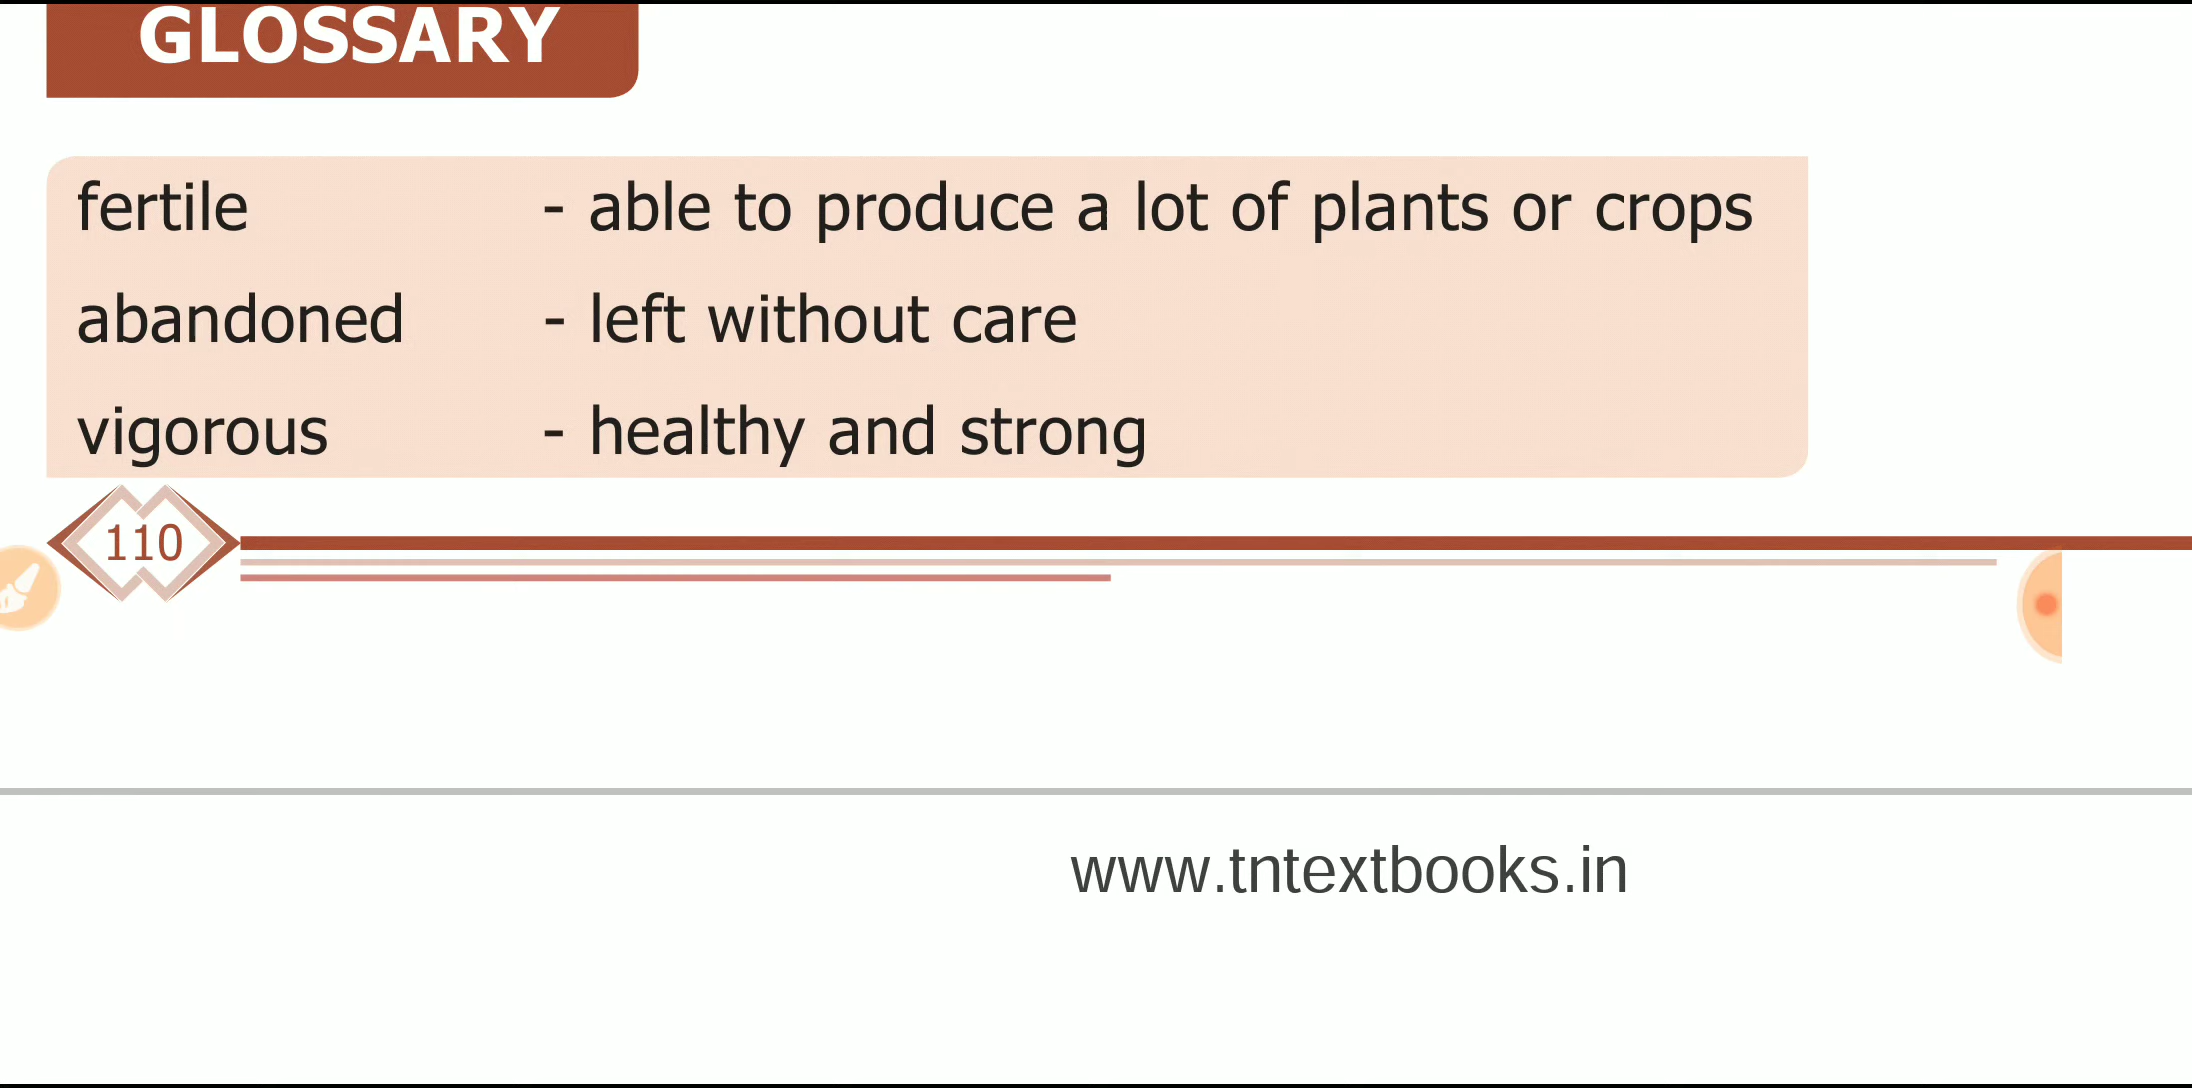 GLOSSARY
fertile - able to produce a lot of plants or crops
abandoned - left without care
vigorous - healthy and strong
110
www.tntextbooks.in